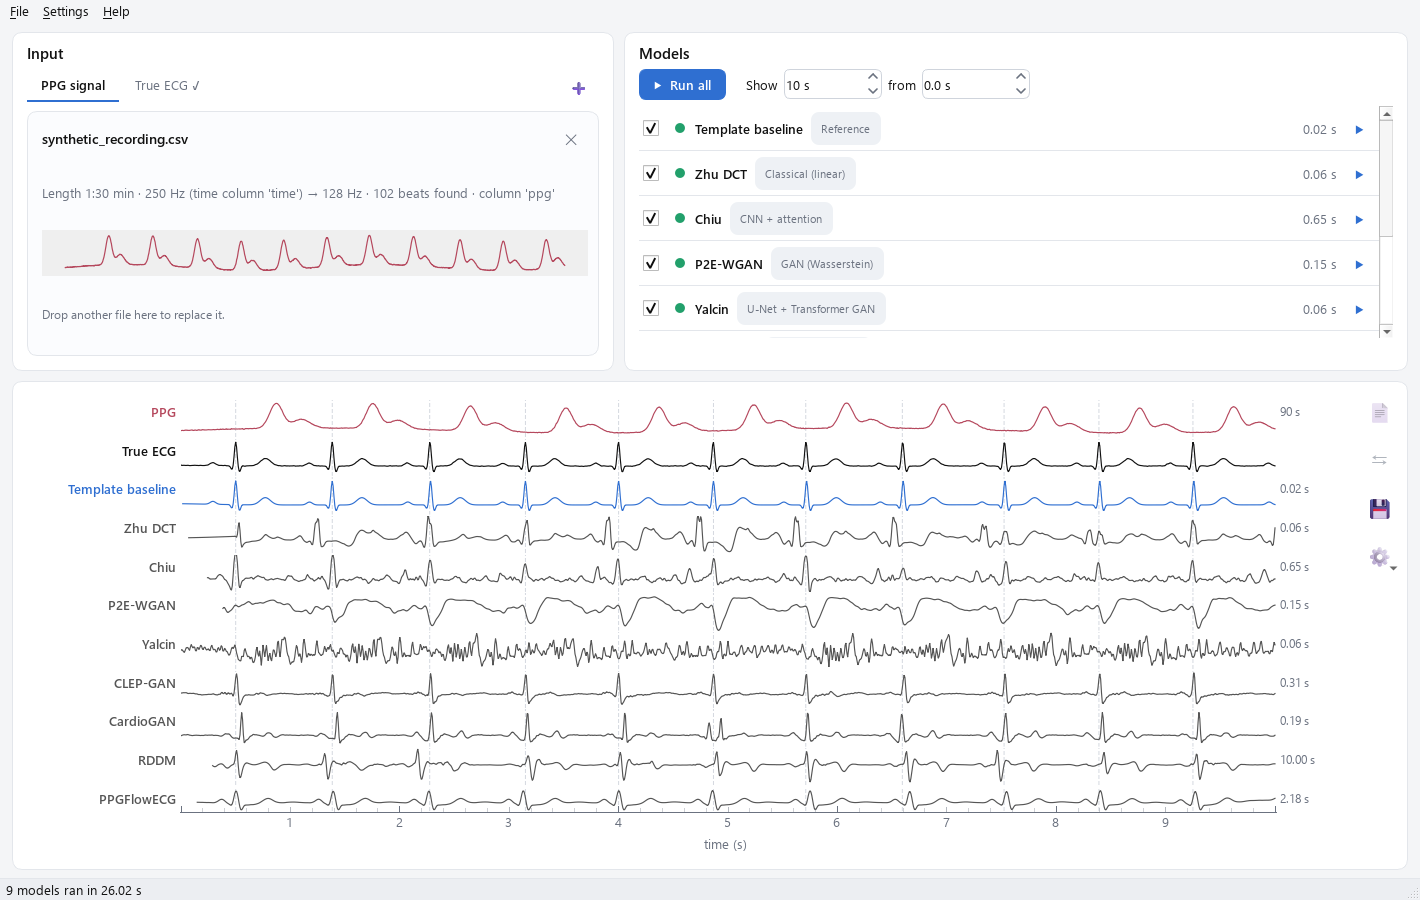 File Settings Help
Input
PPG signal True ECG ✓
synthetic_recording.csv
Length 1:30 min · 250 Hz (time column 'time') → 128 Hz · 102 beats found · column 'ppg'
Drop another file here to replace it.
Models
Run all Show 10 s from 0.0 s
Template baseline Reference 0.02 s
Zhu DCT Classical (linear) 0.06 s
Chiu CNN + attention 0.65 s
P2E-WGAN GAN (Wasserstein) 0.15 s
Yalcin U-Net + Transformer GAN 0.06 s
PPG 90 s
True ECG
Template baseline 0.02 s
Zhu DCT 0.06 s
Chiu 0.65 s
P2E-WGAN 0.15 s
Yalcin 0.06 s
CLEP-GAN 0.31 s
CardioGAN 0.19 s
RDDM 10.00 s
PPGFlowECG 2.18 s
1 2 3 4 5 6 7 8 9
time (s)
9 models ran in 26.02 s